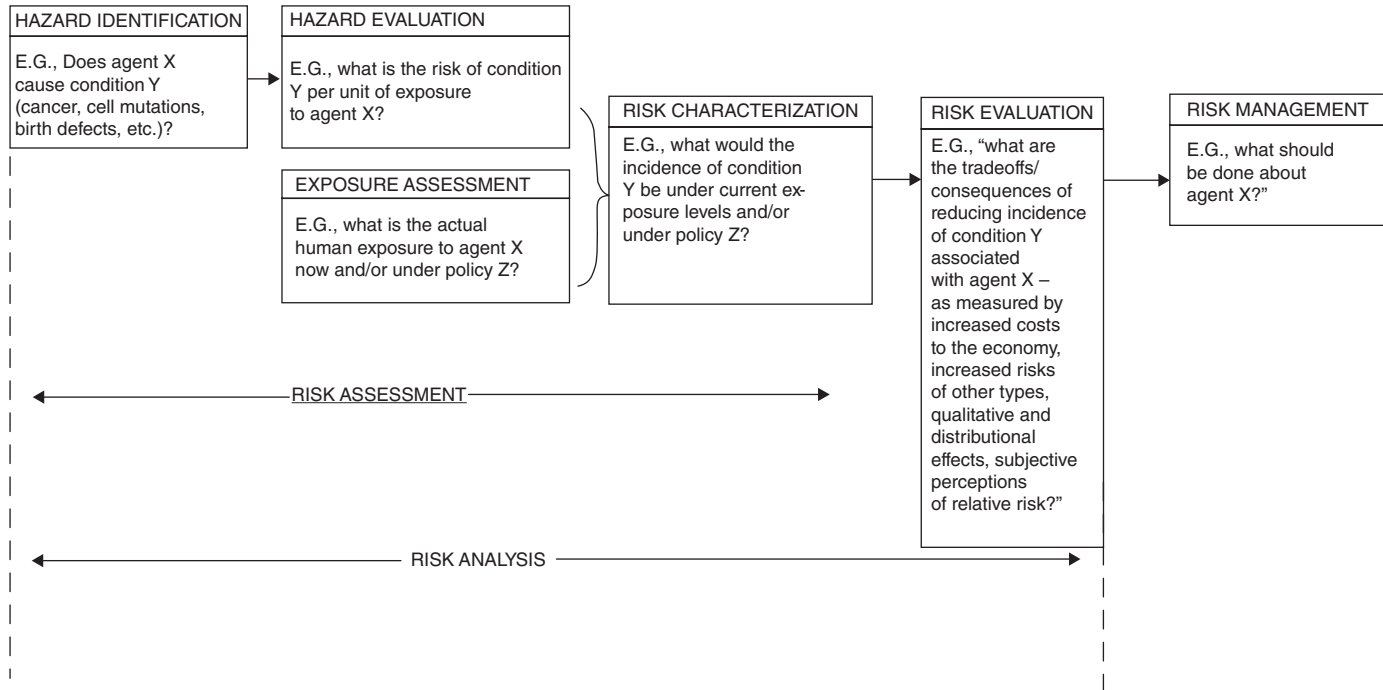 HAZARD IDENTIFICATION
E.G., Does agent X
cause condition Y
(cancer, cell mutations,
birth defects, etc.)?
HAZARD EVALUATION
E.G., what is the risk of condition
Y per unit of exposure
to agent X?
EXPOSURE ASSESSMENT
E.G., what is the actual
human exposure to agent X
now and/or under policy Z?
RISK CHARACTERIZATION
E.G., what would the
incidence of condition
Y be under current ex-
posure levels and/or
under policy Z?
RISK EVALUATION
E.G., “what are
the tradeoffs/
consequences of
reducing incidence
of condition Y
associated
with agent X –
as measured by
increased costs
to the economy,
increased risks
of other types,
qualitative and
distributional
effects, subjective
perceptions
of relative risk?”
RISK MANAGEMENT
E.G., what should
be done about
agent X?”
RISK ASSESSMENT
RISK ANALYSIS